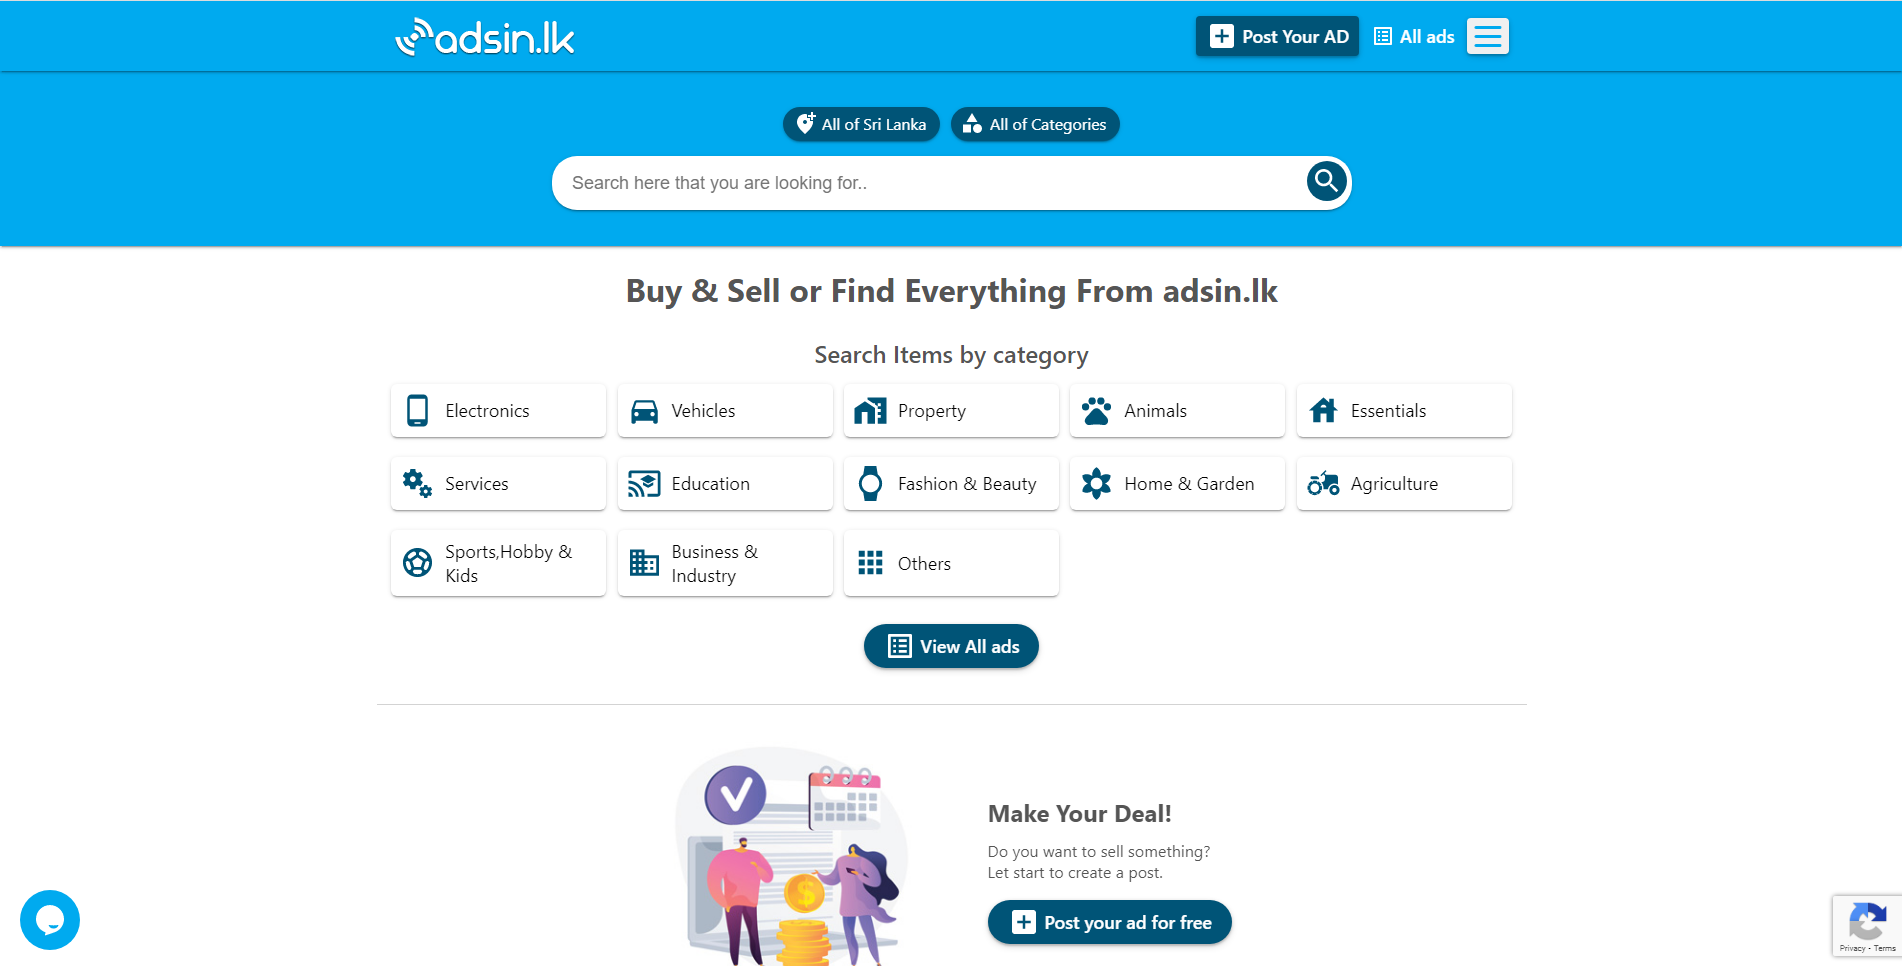 adsin.lk
Post Your AD
All ads
All of Sri Lanka
All of Categories
Search here that you are looking for..
Buy & Sell or Find Everything From adsin.lk
Search Items by category
Electronics
Vehicles
Property
Animals
Essentials
Services
Education
Fashion & Beauty
Home & Garden
Agriculture
Sports,Hobby &
Kids
Business &
Industry
Others
View All ads
Make Your Deal!
Do you want to sell something?
Let start to create a post.
Post your ad for free
Privacy - Terms